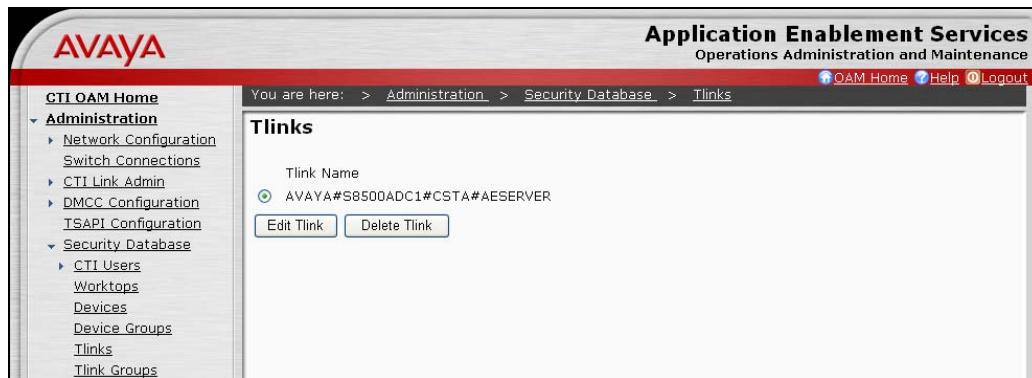 AVAYA
Application Enablement Services
Operations Administration and Maintenance
OAM Home Help Logout
CTI OAM Home
Administration
Network Configuration
Switch Connections
CTI Link Admin
DMCC Configuration
TSAPI Configuration
Security Database
CTI Users
Worktops
Devices
Device Groups
Tlinks
Tlink Groups
You are here: > Administration > Security Database > Tlinks
Tlinks
Tlink Name
AVAYA#S8500ADC1#CSTA#AESERVER
Edit Tlink Delete Tlink